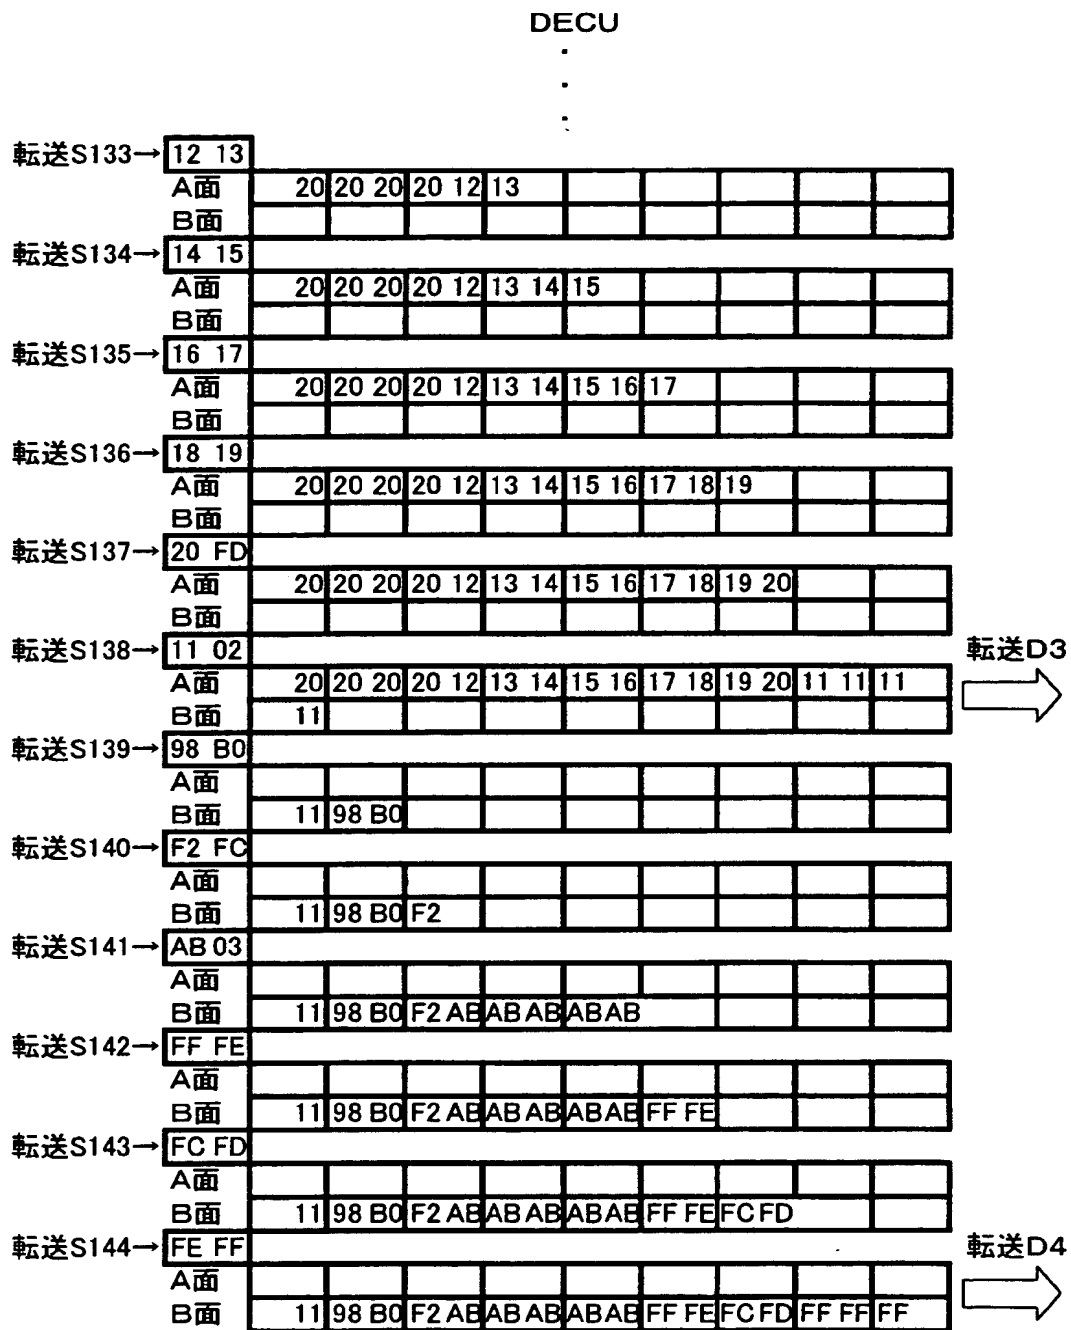 DECU
転送S133→ 12 13
A面 20 20 20 20 12 13
B面
転送S134→ 14 15
A面 20 20 20 20 12 13 14 15
B面
転送S135→ 16 17
A面 20 20 20 20 12 13 14 15 16 17
B面
転送S136→ 18 19
A面 20 20 20 20 12 13 14 15 16 17 18 19
B面
転送S137→ 20 FD
A面 20 20 20 20 12 13 14 15 16 17 18 19 20
B面
転送S138→ 11 02 転送D3
A面 20 20 20 20 12 13 14 15 16 17 18 19 20 11 11 11
B面 11
転送S139→ 98 B0
A面
B面 11 98 B0
転送S140→ F2 FC
A面
B面 11 98 B0 F2
転送S141→ AB 03
A面
B面 11 98 B0 F2 AB AB AB AB AB
転送S142→ FF FE
A面
B面 11 98 B0 F2 AB AB AB AB AB FF FE
転送S143→ FC FD
A面
B面 11 98 B0 F2 AB AB AB AB AB FF FE FC FD
転送S144→ FE FF 転送D4
A面
B面 11 98 B0 F2 AB AB AB AB AB FF FE FC FD FF FF FF